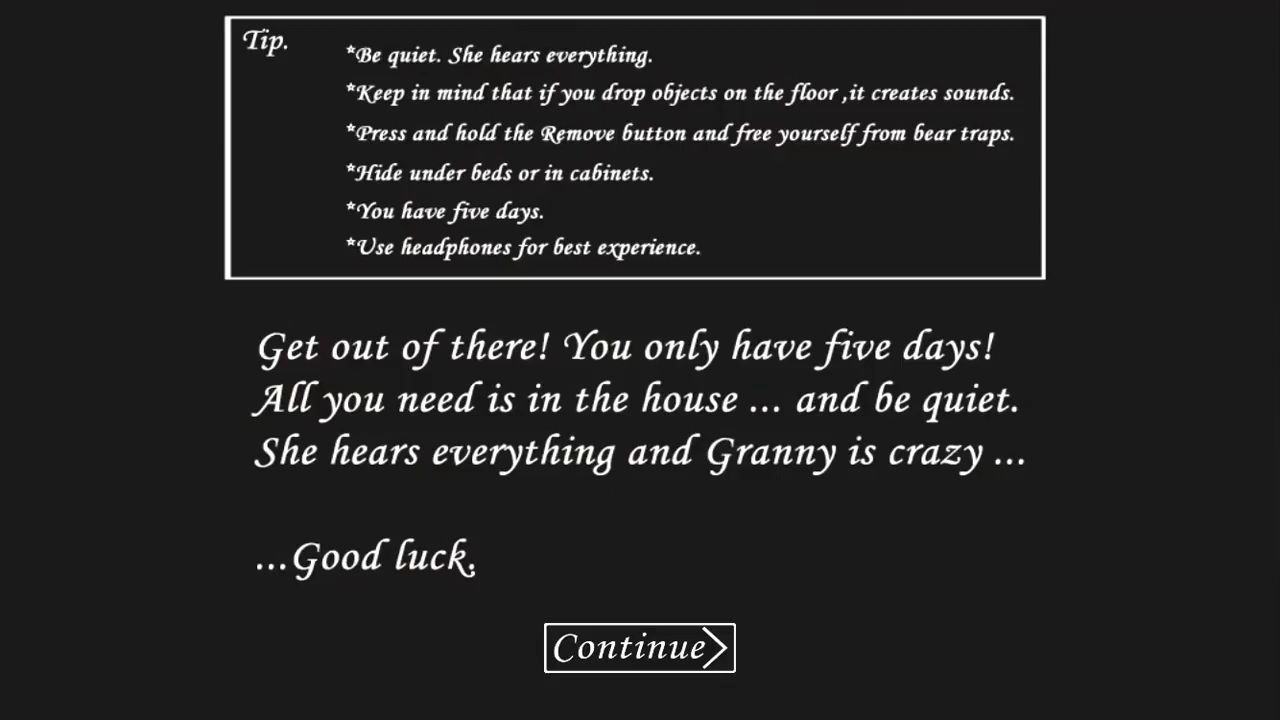 Tip.
*Be quiet. She hears everything.
*Keep in mind that if you drop objects on the floor ,it creates sounds.
*Press and hold the Remove button and free yourself from bear traps.
*Hide under beds or in cabinets.
*You have five days.
*Use headphones for best experience.
Get out of there! You only have five days!
All you need is in the house ... and be quiet.
She hears everything and Granny is crazy ...
...Good luck.
Continue>